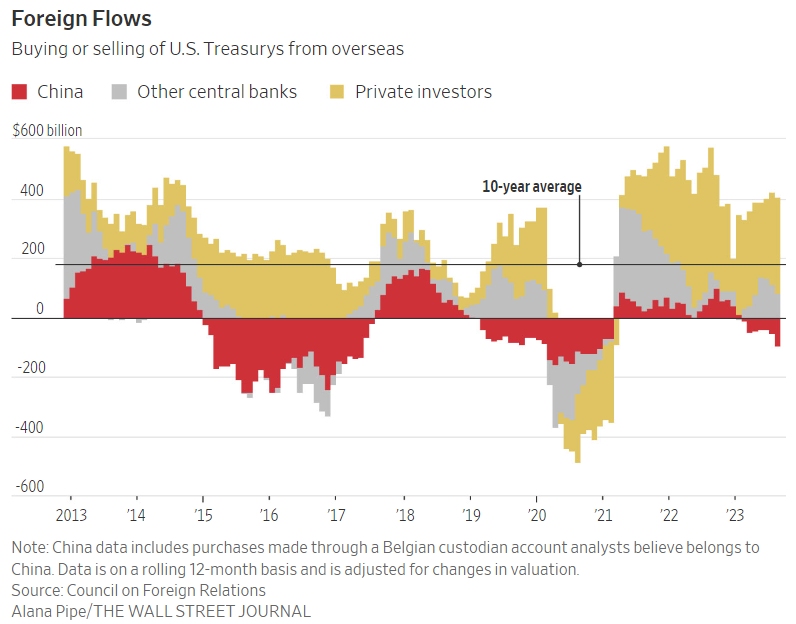 Foreign Flows
Buying or selling of U.S. Treasurys from overseas
China Other central banks Private investors
$600 billion
10-year average
400
200
0
-200
-400
-600
2013 ’14 ’15 ’16 ’17 ’18 ’19 ’20 ’21 ’22 ’23
Note: China data includes purchases made through a Belgian custodian account analysts believe belongs to
China. Data is on a rolling 12-month basis and is adjusted for changes in valuation.
Source: Council on Foreign Relations
Alana Pipe/THE WALL STREET JOURNAL